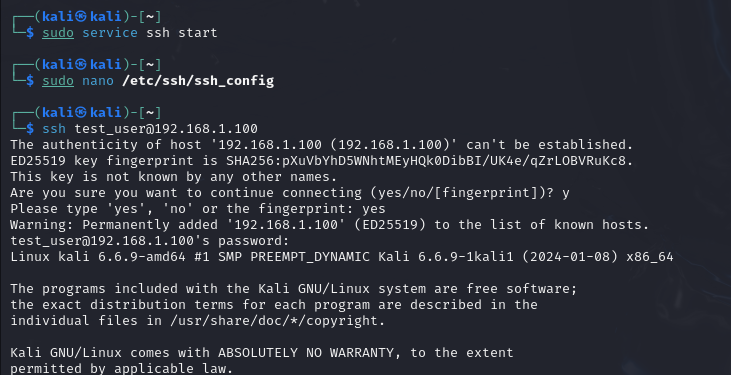 ┌──(kali㉿kali)-[~]
└─$ sudo service ssh start
┌──(kali㉿kali)-[~]
└─$ sudo nano /etc/ssh/ssh_config
┌──(kali㉿kali)-[~]
└─$ ssh test_user@192.168.1.100
The authenticity of host '192.168.1.100 (192.168.1.100)' can't be established.
ED25519 key fingerprint is SHA256:pXuVbYhD5WNhtMEyHQk0DibBI/UK4e/qZrLOBVRuKc8.
This key is not known by any other names.
Are you sure you want to continue connecting (yes/no/[fingerprint])? y
Please type 'yes', 'no' or the fingerprint: yes
Warning: Permanently added '192.168.1.100' (ED25519) to the list of known hosts.
test_user@192.168.1.100's password:
Linux kali 6.6.9-amd64 #1 SMP PREEMPT_DYNAMIC Kali 6.6.9-1kali1 (2024-01-08) x86_64
The programs included with the Kali GNU/Linux system are free software;
the exact distribution terms for each program are described in the
individual files in /usr/share/doc/*/copyright.
Kali GNU/Linux comes with ABSOLUTELY NO WARRANTY, to the extent
permitted by applicable law.